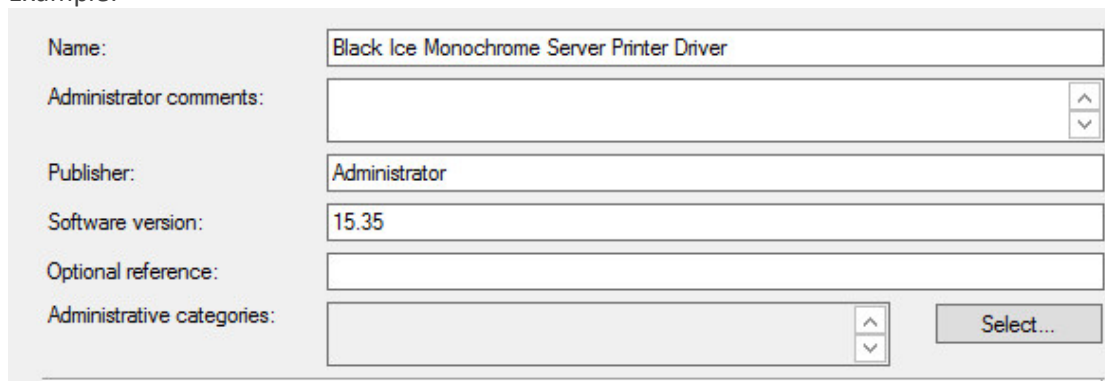 Example:
Name: Black Ice Monochrome Server Printer Driver
Administrator comments:
Publisher: Administrator
Software version: 15.35
Optional reference:
Administrative categories: Select...